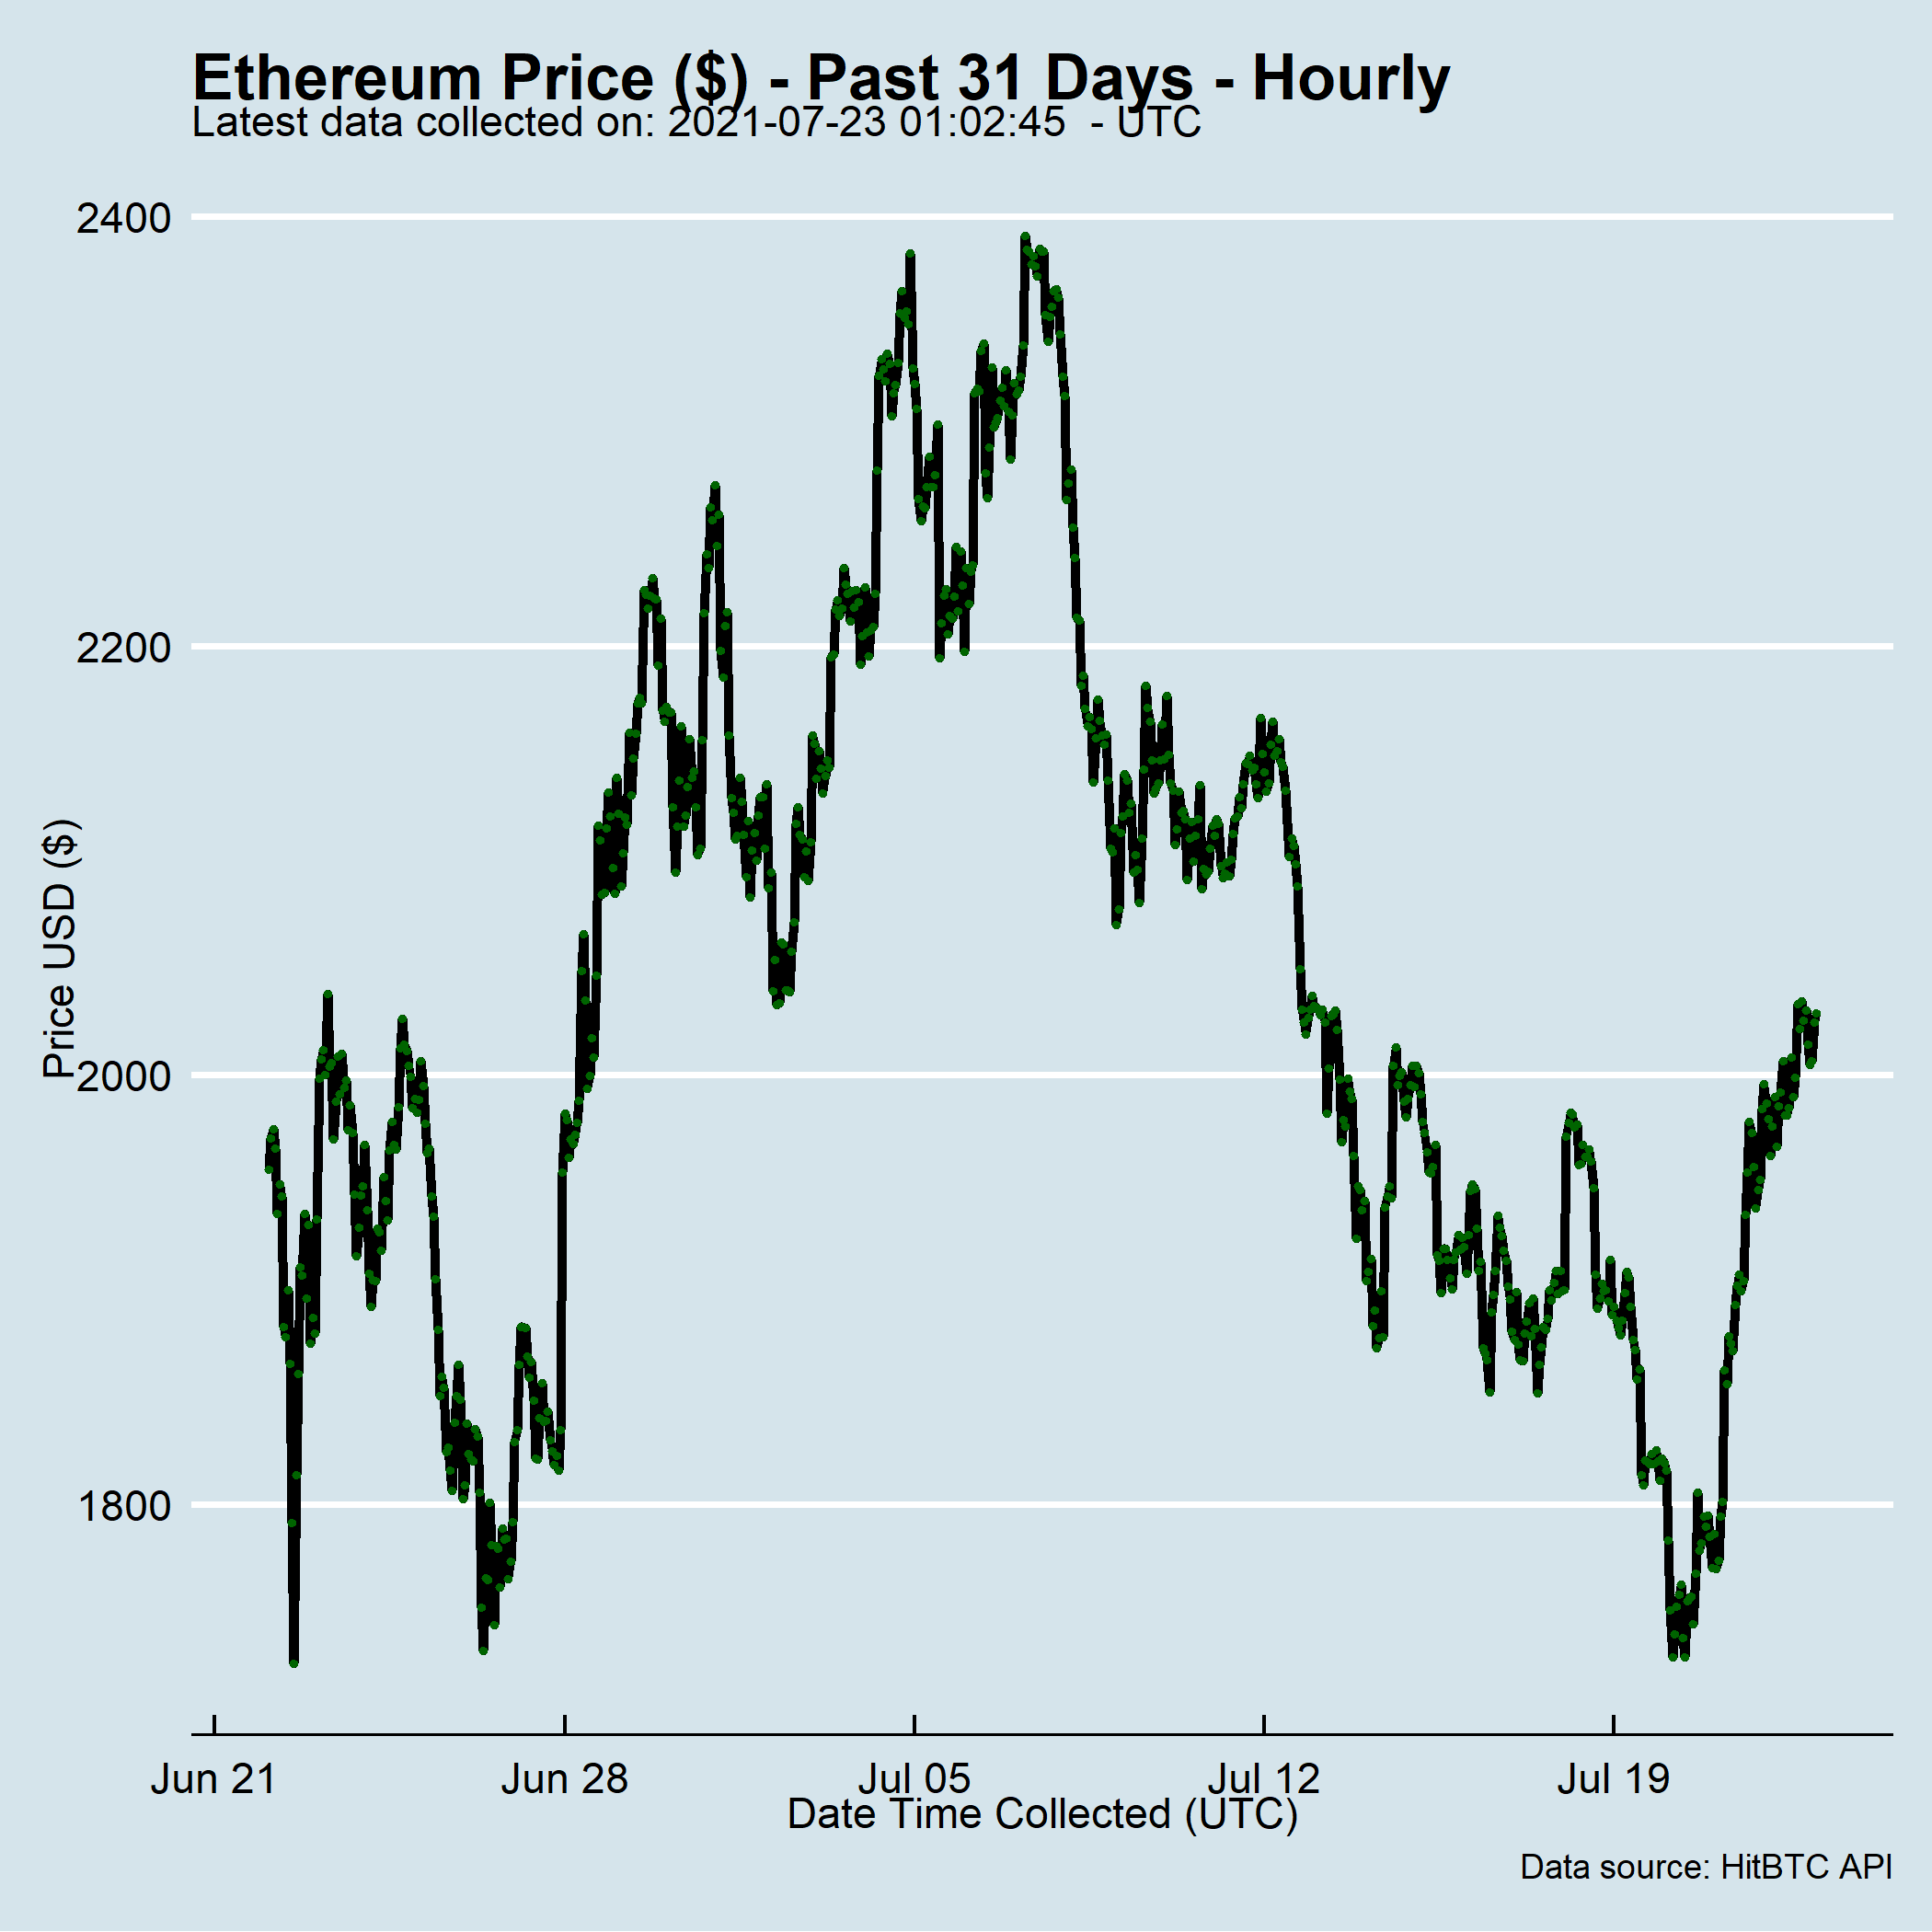 Ethereum Price ($) - Past 31 Days - Hourly
Latest data collected on: 2021-07-23 01:02:45  - UTC
2400
2200
2000
1800
Price USD ($)
Jun 21
Jun 28
Jul 05
Jul 12
Jul 19
Date Time Collected (UTC)
Data source: HitBTC API